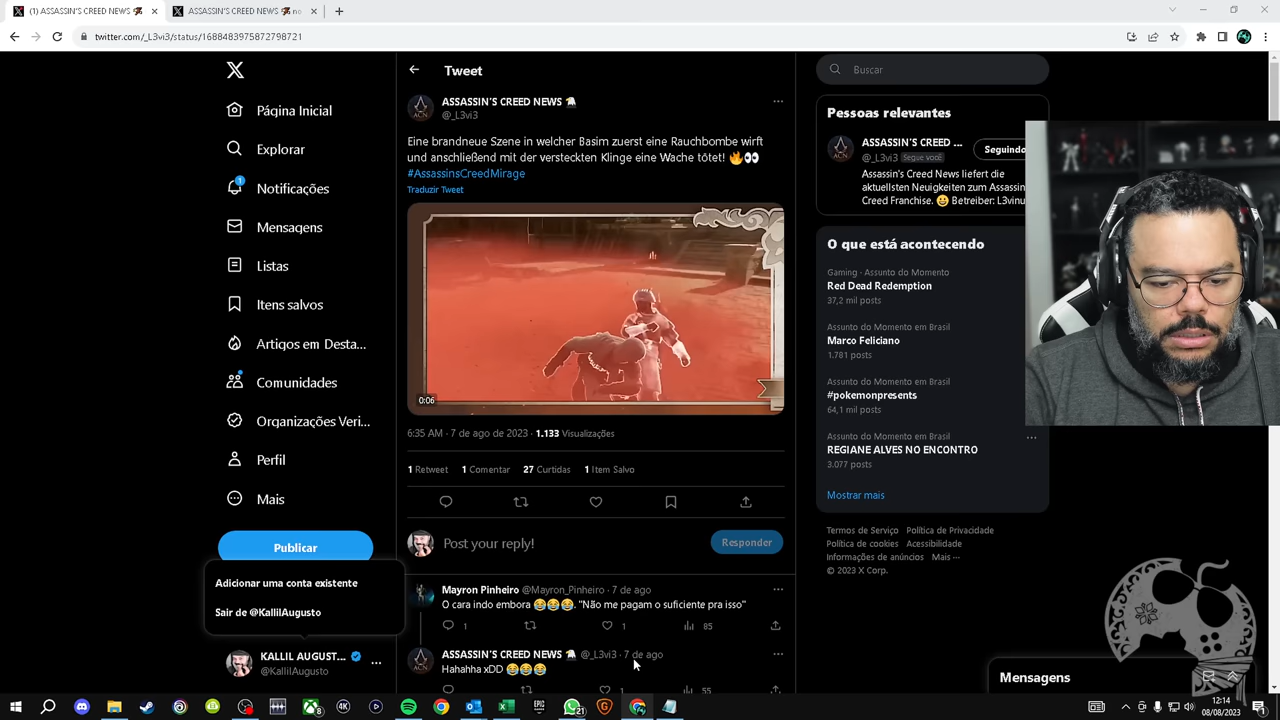 (1) ASSASSIN'S CREED NEWS
ASSASSIN'S CREED NEWS no
twitter.com/_L3vi3/status/1688483975872798721
Tweet
Buscar
Página Inicial
Explorar
Notificações
1
Mensagens
Listas
Itens salvos
Artigos em Desta...
Comunidades
Organizações Veri...
Perfil
Mais
Publicar
Adicionar uma conta existente
Sair de @KallilAugusto
KALLIL AUGUST...
@KallilAugusto
ASSASSIN'S CREED NEWS
@_L3vi3
Eine brandneue Szene in welcher Basim zuerst eine Rauchbombe wirft
und anschließend mit der versteckten Klinge eine Wache tötet! 🔥👀
#AssassinsCreedMirage
Traduzir Tweet
0:06
6:35 AM · 7 de ago de 2023 · 1.133 Visualizações
1 Retweet 1 Comentar 27 Curtidas 1 Item Salvo
Post your reply!
Responder
Mayron Pinheiro @Mayron_Pinheiro · 7 de ago
O cara indo embora 😂😂😂. "Não me pagam o suficiente pra isso"
1 1 85
ASSASSIN'S CREED NEWS @_L3vi3 · 7 de ago
Hahahha xDD 😂😂😂
1 55
Pessoas relevantes
ASSASSIN'S CREED ...
@_L3vi3 Segue você
Seguindo
Assasin's Creed News liefert die
aktuellsten Neuigkeiten zum Assassin
Creed Franchise. 😀 Betreiber: L3vinu
O que está acontecendo
Gaming · Assunto do Momento
Red Dead Redemption
37,2 mil posts
Assunto do Momento em Brasil
Marco Feliciano
1.781 posts
Assunto do Momento em Brasil
#pokemonpresents
64,1 mil posts
Assunto do Momento em Brasil
REGIANE ALVES NO ENCONTRO
3.077 posts
Mostrar mais
Termos de Serviço Política de Privacidade
Política de cookies Acessibilidade
Informações de anúncios Mais ···
© 2023 X Corp.
Mensagens
4K
EPIC
21
12:14
08/08/2023